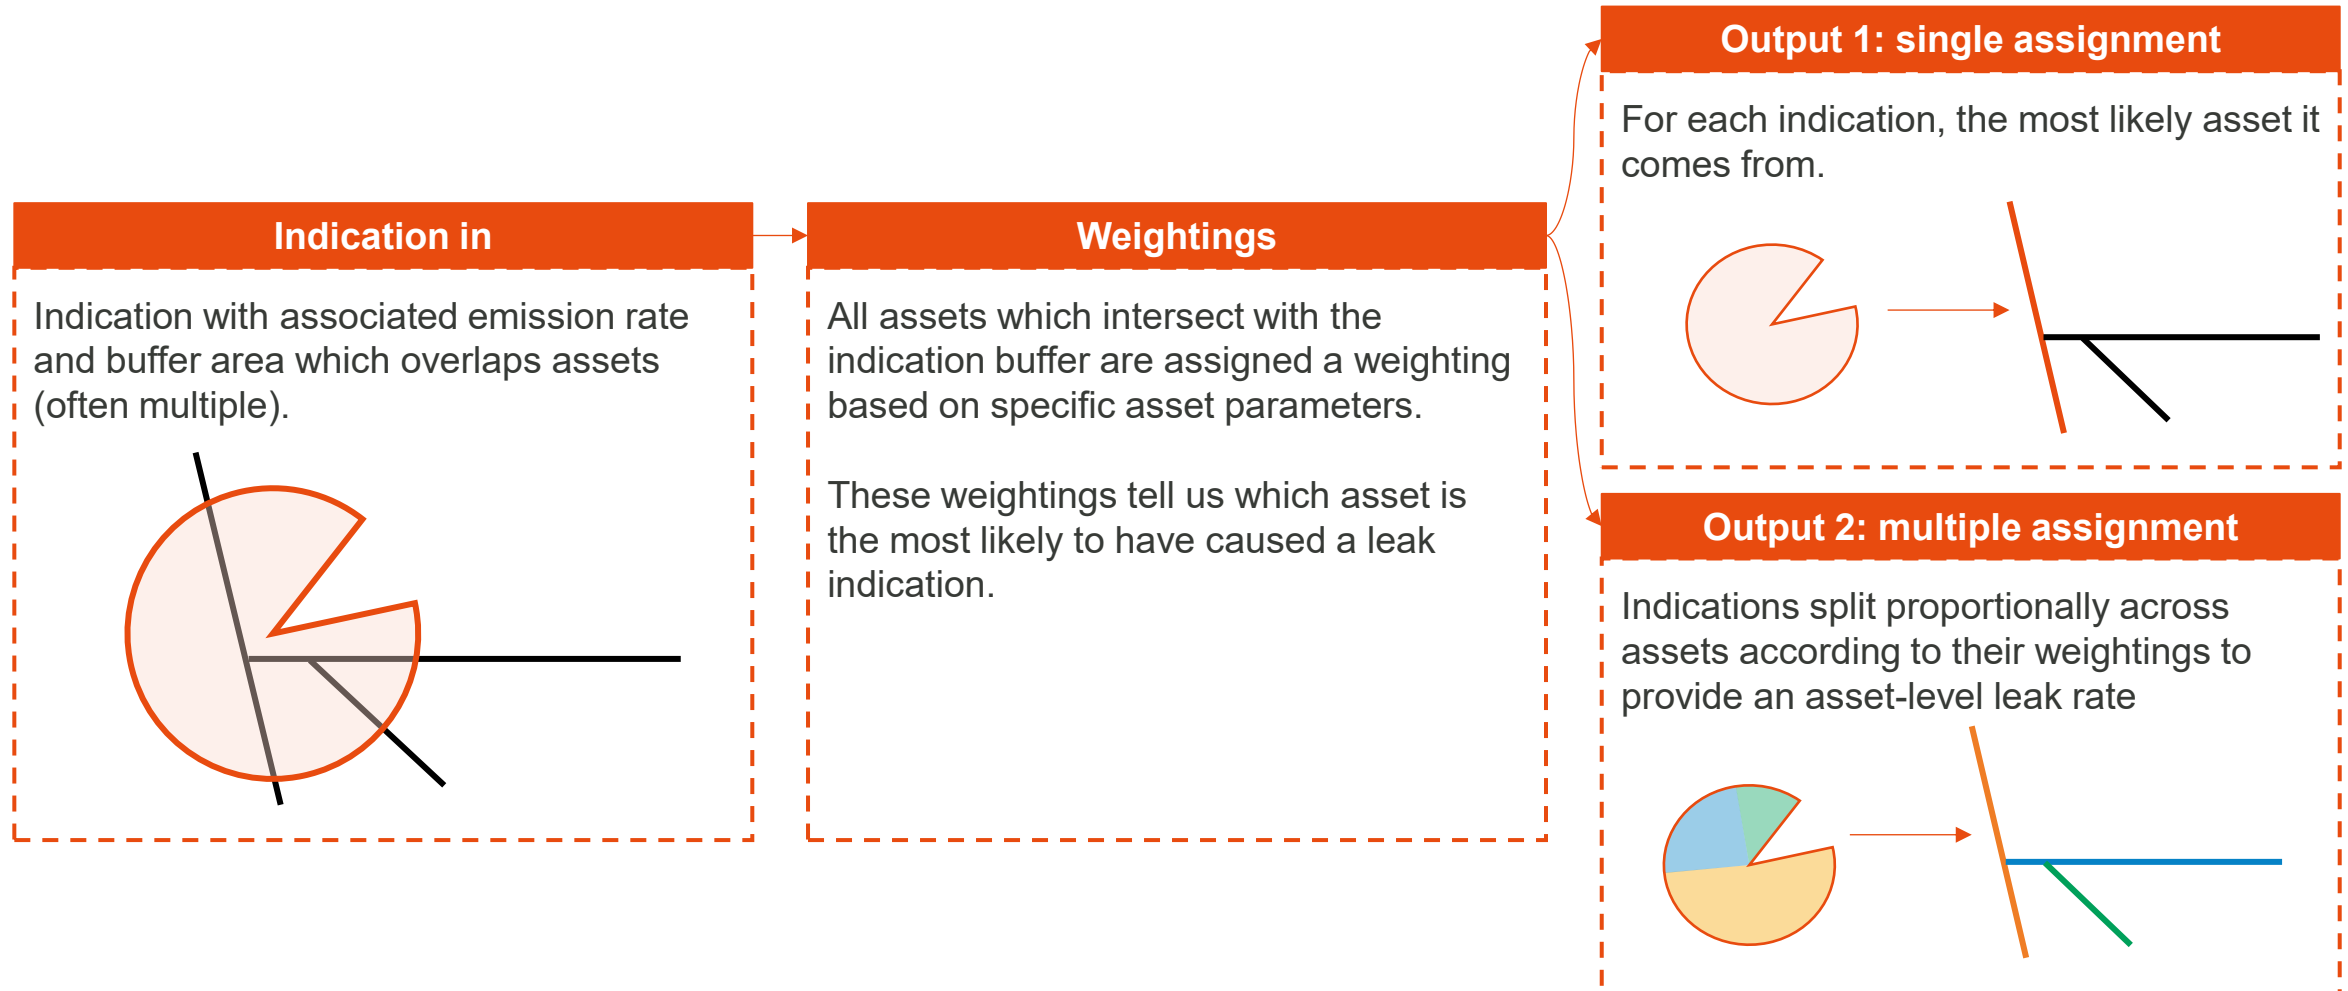 Indication in
Indication with associated emission rate
and buffer area which overlaps assets
(often multiple).
Weightings
All assets which intersect with the
indication buffer are assigned a weighting
based on specific asset parameters.
These weightings tell us which asset is
the most likely to have caused a leak
indication.
Output 1: single assignment
For each indication, the most likely asset it
comes from.
Output 2: multiple assignment
Indications split proportionally across
assets according to their weightings to
provide an asset-level leak rate